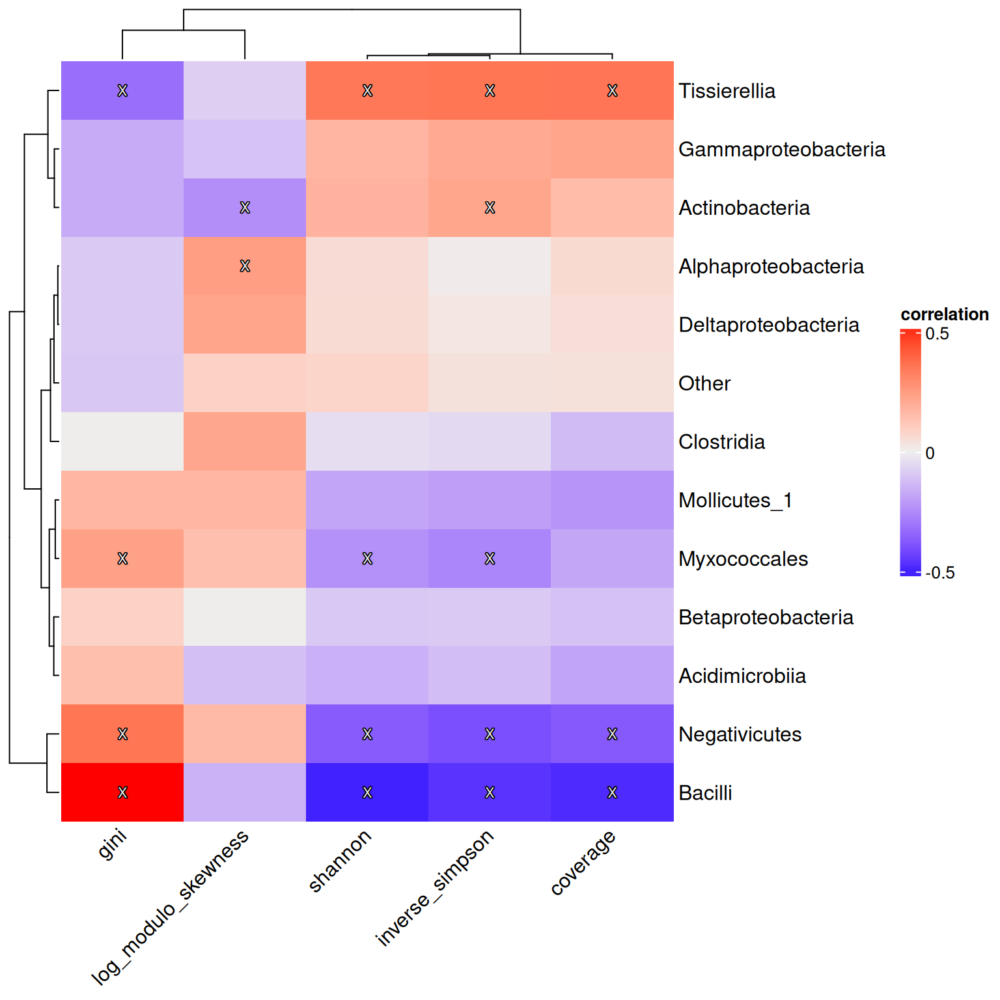 X X X X Tissierellia
Gammaproteobacteria
X X Actinobacteria
X Alphaproteobacteria
correlation
Deltaproteobacteria
0.5
Other
Clostridia
0
Mollicutes_1
X X X Myxococcales
-0.5
Betaproteobacteria
Acidimicrobiia
X X X X Negativicutes
X X X X Bacilli
gini
log_modulo_skewness
shannon
inverse_simpson
coverage